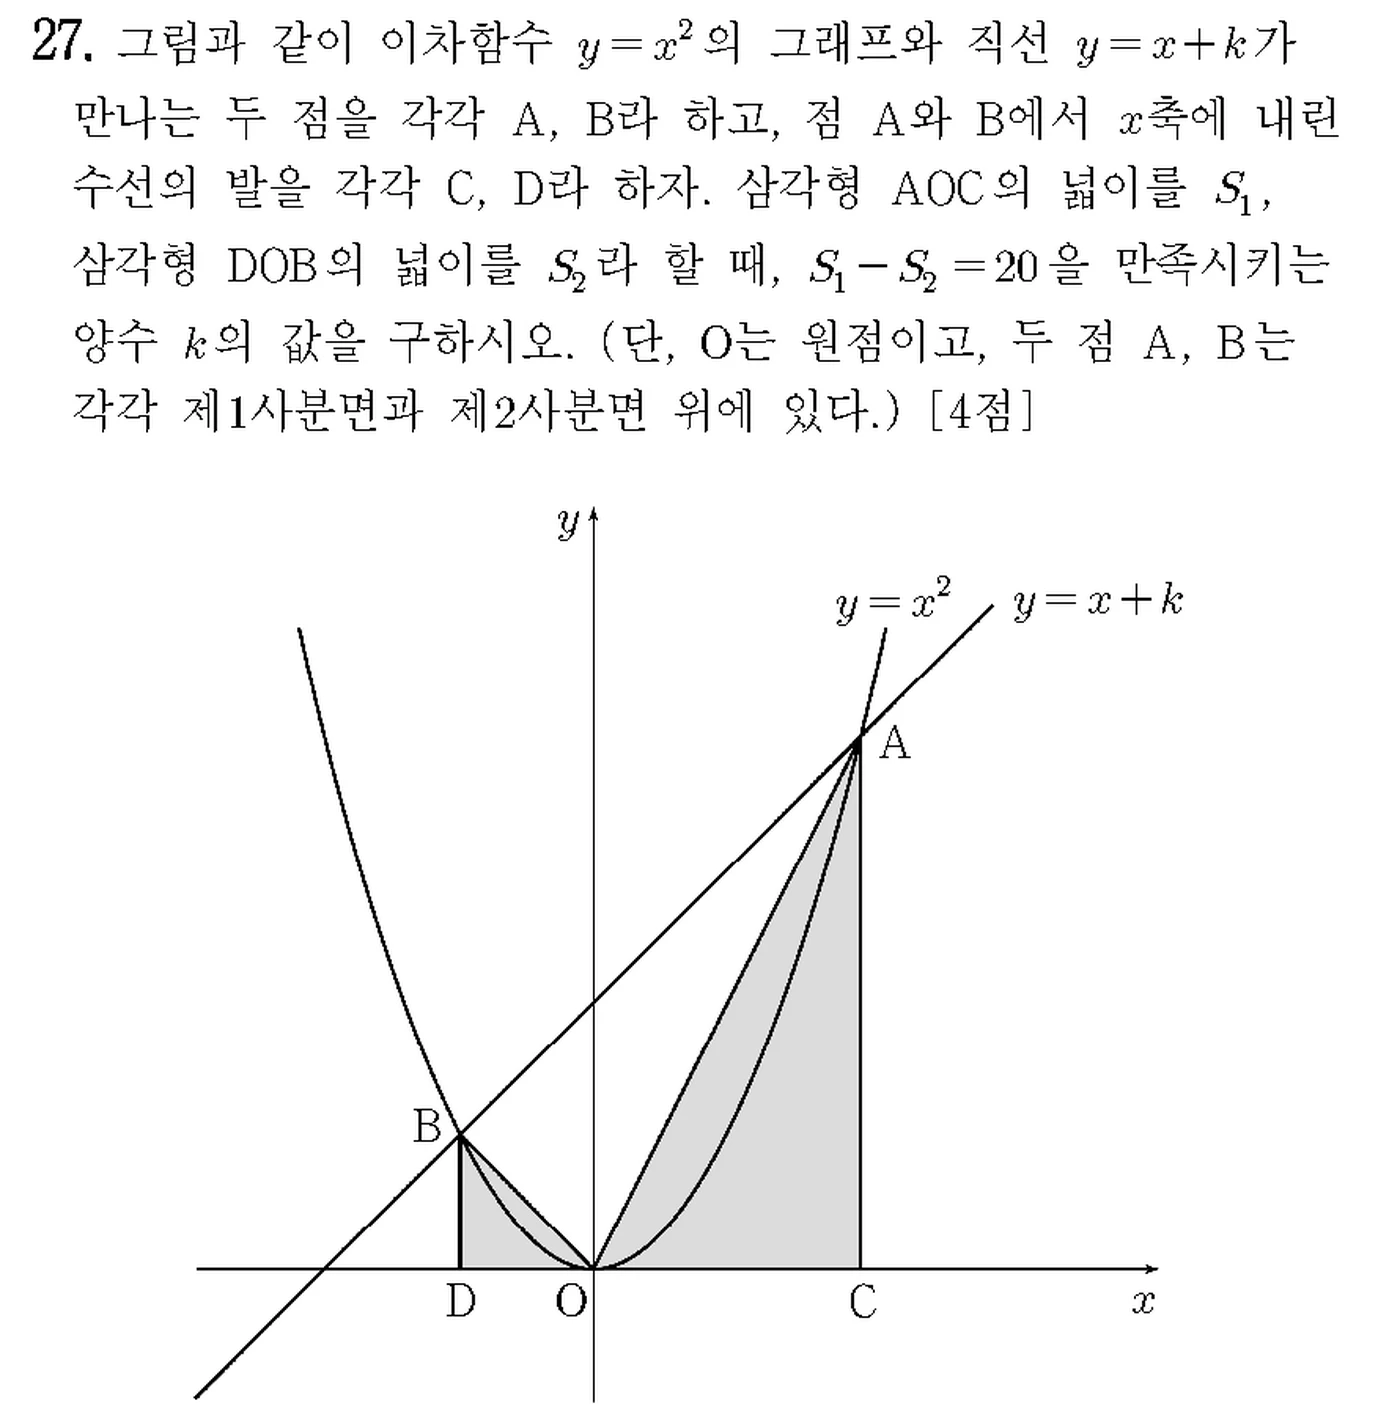 27. 그림과 같이 이차함수 y=x²의 그래프와 직선 y=x+k가
만나는 두 점을 각각 A, B라 하고, 점 A와 B에서 x축에 내린
수선의 발을 각각 C, D라 하자. 삼각형 AOC의 넓이를 S₁,
삼각형 DOB의 넓이를 S₂라 할 때, S₁-S₂=20을 만족시키는
양수 k의 값을 구하시오. (단, O는 원점이고, 두 점 A, B는
각각 제1사분면과 제2사분면 위에 있다.) [4점]
y
y=x² y=x+k
A
B
D O C x